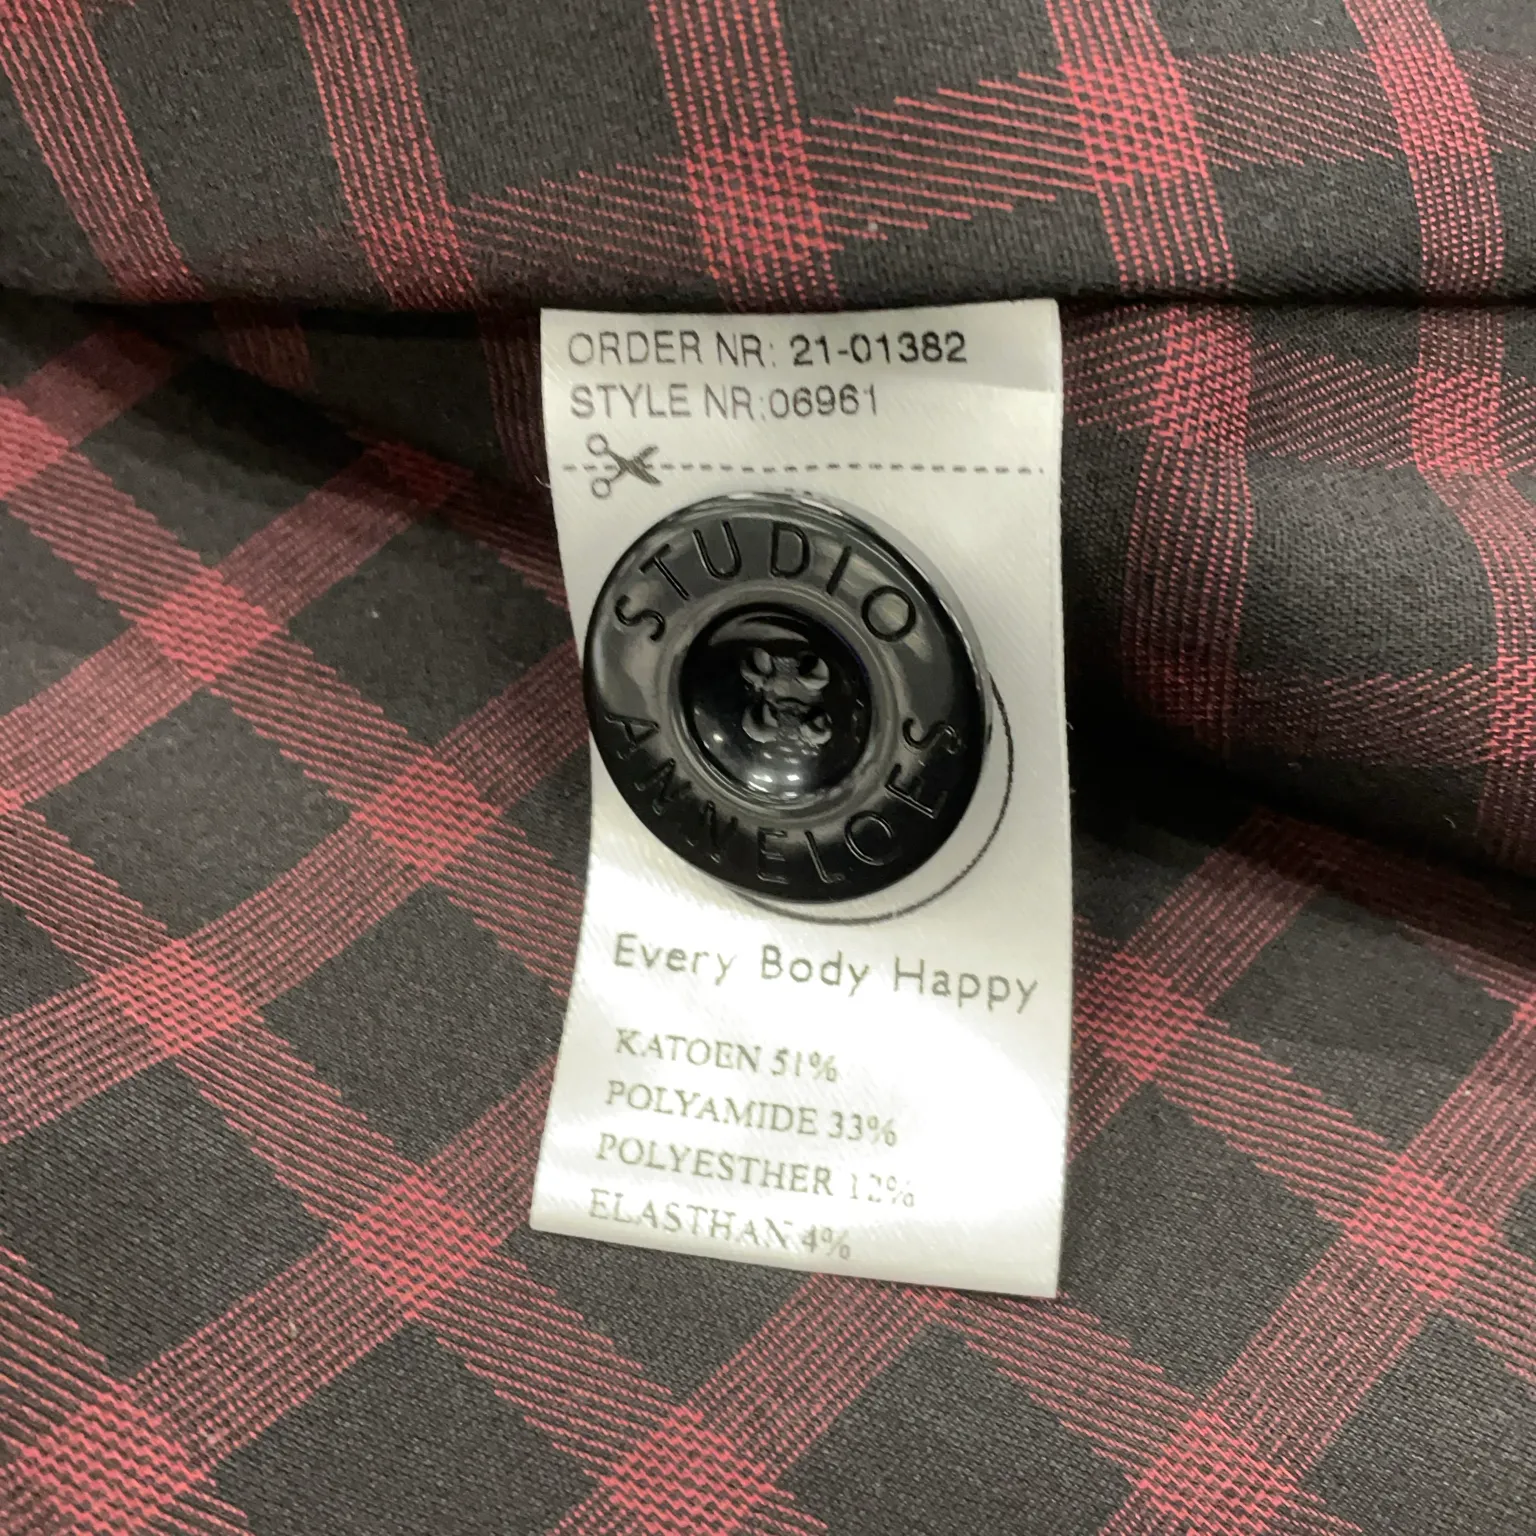 ORDER NR: 21-01382
STYLE NR:06961
STUDIO
ANNELOES
Every Body Happy
KATOEN 51%
POLYAMIDE 33%
POLYESTHER 12%
ELASTHAN 4%